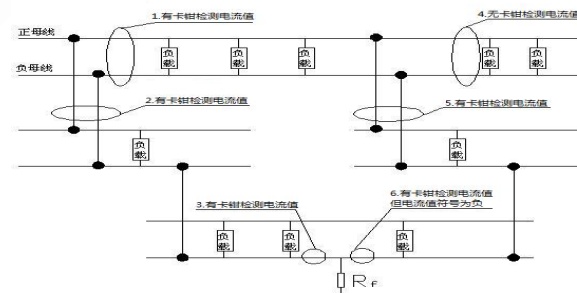 1.有卡钳检测电流值
4.无卡钳检测电流值
正母线
负载
负载
负载
负载
负载
负母线
2.有卡钳检测电流值
5.有卡钳检测电流值
负载
负载
3.有卡钳检测电流值
6.有卡钳检测电流值
但电流值符号为负
负载
负载
负载
RF